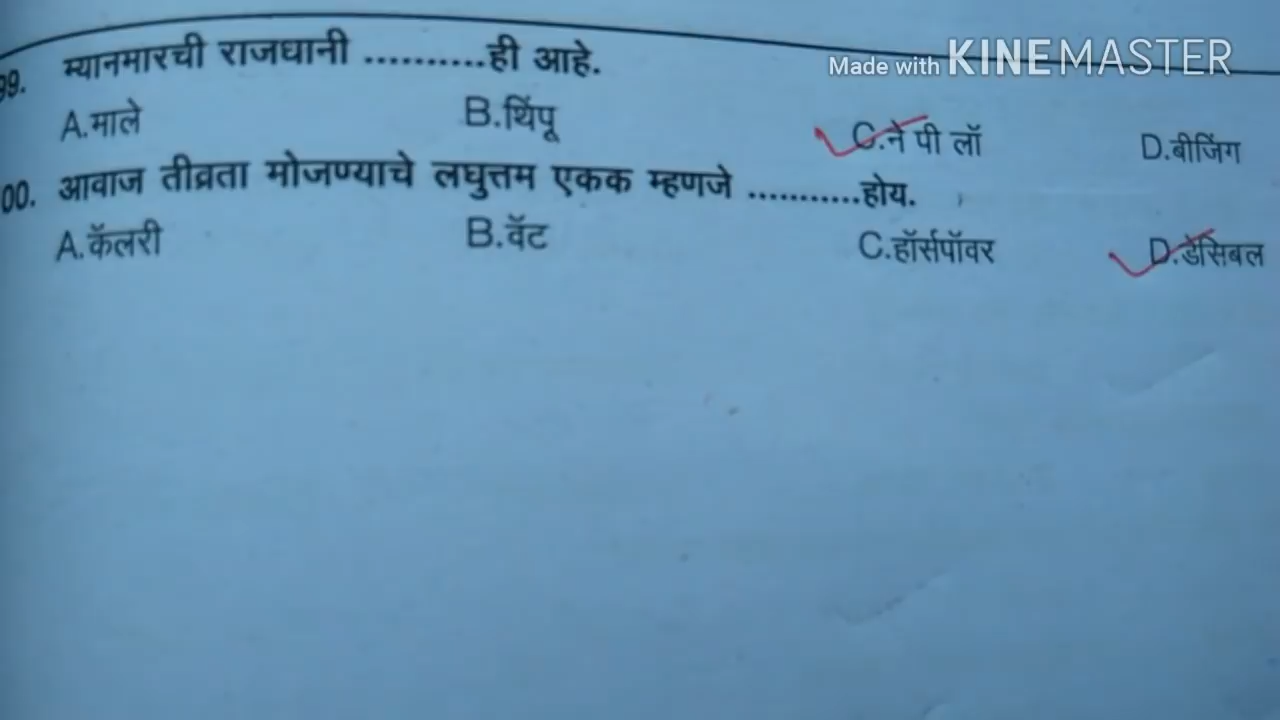 99. म्यानमारची राजधानी ..........ही आहे.
Made with KINEMASTER
A.माले B.थिंपू C.ने पी लॉ D.बीजिंग
00. आवाज तीव्रता मोजण्याचे लघुत्तम एकक म्हणजे ...........होय.
A.कॅलरी B.वॅट C.हॉर्सपॉवर D.डेसिबल